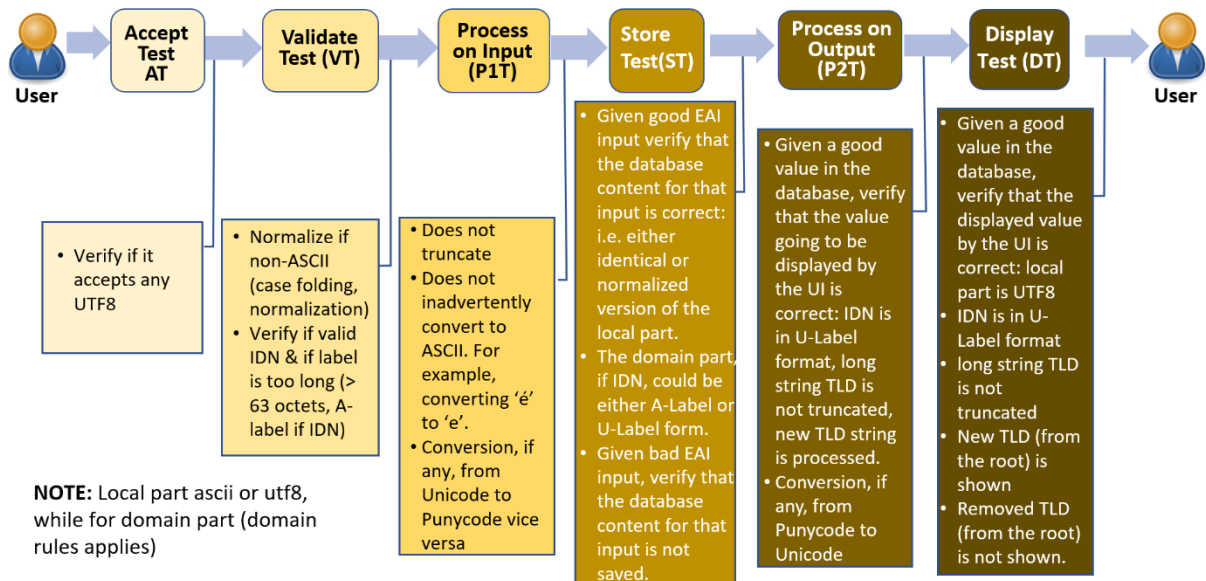 User
Accept
Test
AT
Validate
Test (VT)
Process
on Input
(P1T)
Store
Test(ST)
Process on
Output
(P2T)
Display
Test (DT)
User
• Verify if it
accepts any
UTF8
• Normalize if
non-ASCII
(case folding,
normalization)
• Verify if valid
IDN & if label
is too long (>
63 octets, A-
label if IDN)
• Does not
truncate
• Does not
inadvertently
convert to
ASCII. For
example,
converting ‘é’
to ‘e’.
• Conversion, if
any, from
Unicode to
Punycode vice
versa
• Given good EAI
input verify that
the database
content for that
input is correct:
i.e. either
identical or
normalized
version of the
local part.
• The domain part,
if IDN, could be
either A-Label or
U-Label form.
• Given bad EAI
input, verify that
the database
content for that
input is not
saved.
• Given a good
value in the
database, verify
that the value
going to be
displayed by
the UI is
correct: IDN is
in U-Label
format, long
string TLD is
not truncated,
new TLD string
is processed.
• Conversion, if
any, from
Punycode to
Unicode
• Given a good
value in the
database,
verify that the
displayed value
by the UI is
correct: local
part is UTF8
• IDN is in U-
Label format
• long string TLD
is not
truncated
• New TLD (from
the root) is
shown
• Removed TLD
(from the root)
is not shown.
NOTE: Local part ascii or utf8,
while for domain part (domain
rules applies)